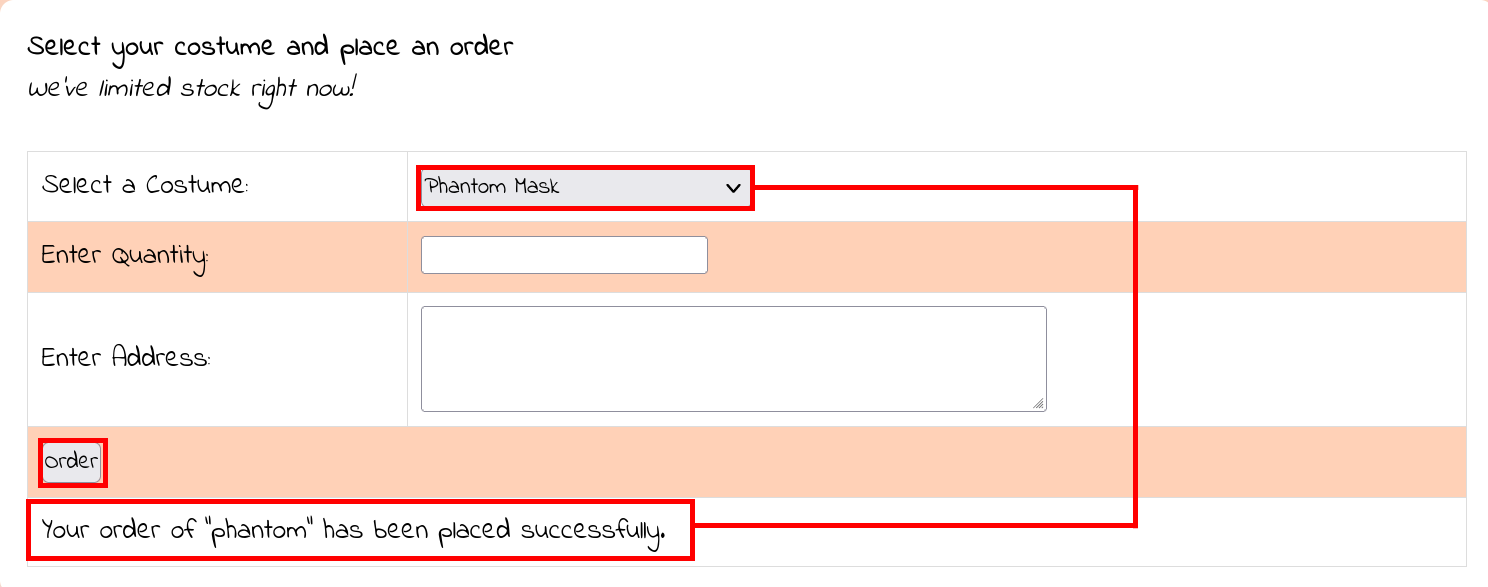 Select your costume and place an order
We've limited stock right now!
Select a Costume:
Phantom Mask
Enter Quantity:
Enter Address:
Order
Your order of "phantom" has been placed successfully.